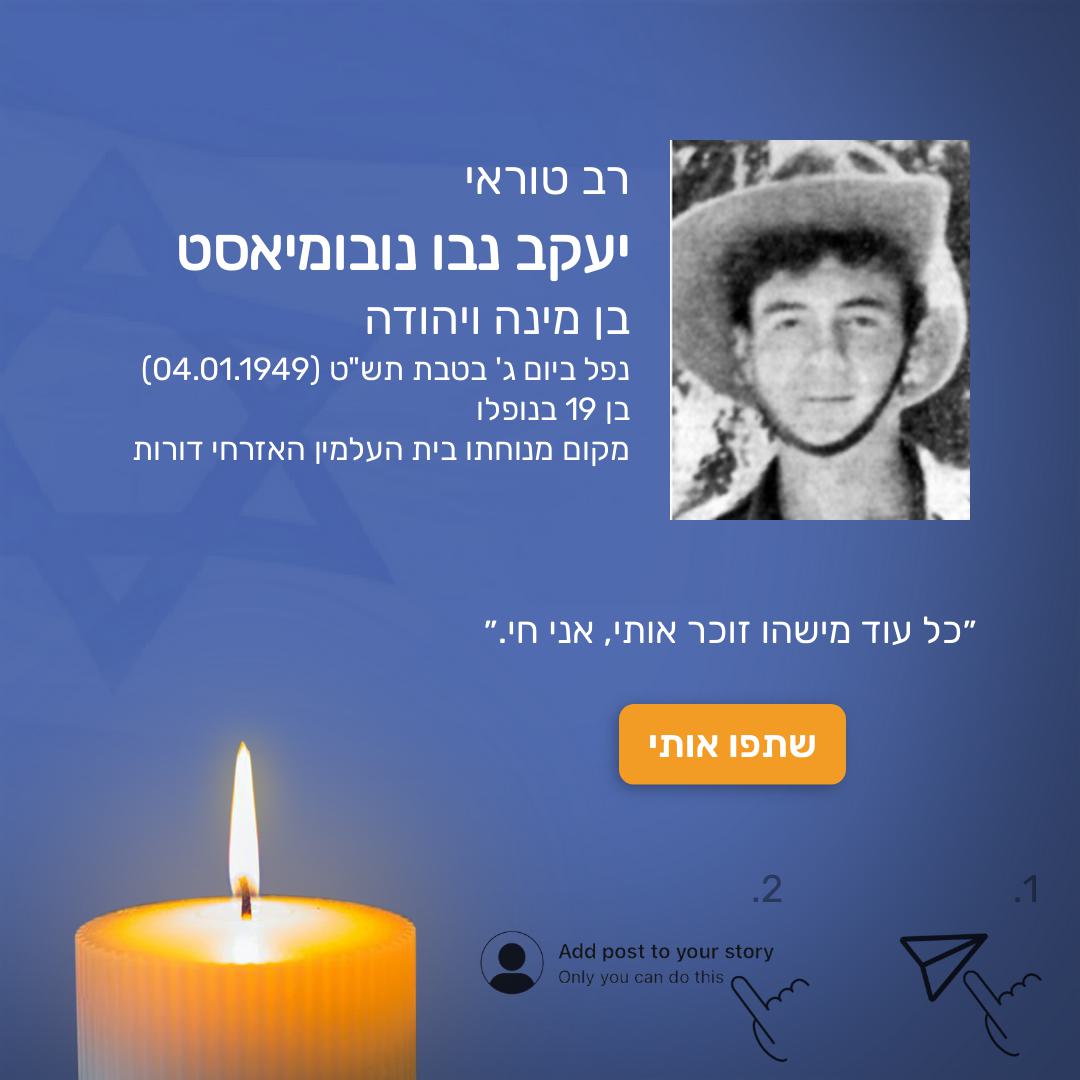 רב טוראי
יעקב נבו נובומיאסט
בן מינה ויהודה
נפל ביום ג' בטבת תש"ט (04.01.1949)
בן 19 בנופלו
מקום מנוחתו בית העלמין האזרחי דורות
״כל עוד מישהו זוכר אותי, אני חי.״
שתפו אותי
1.
2.
Add post to your story
Only you can do this